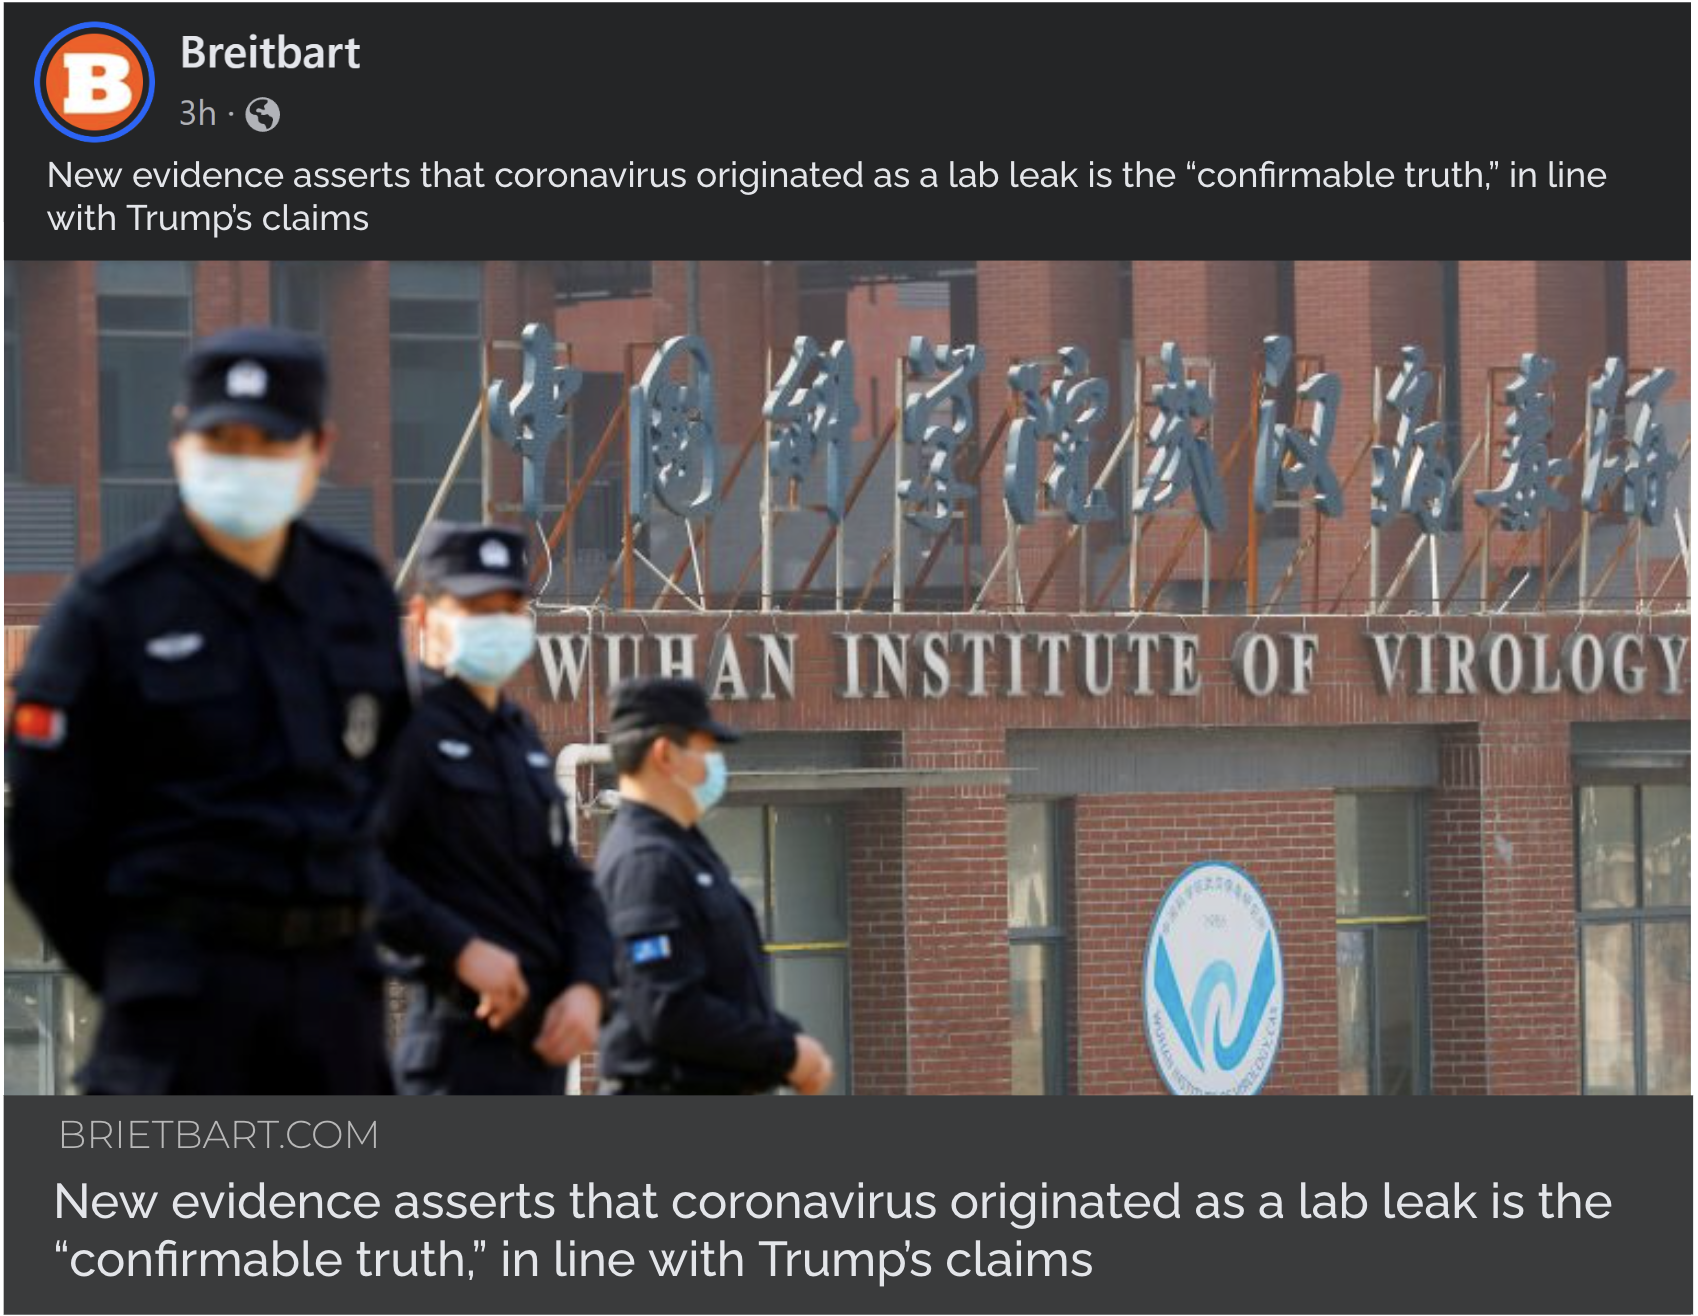 B
Breitbart
3h ·
New evidence asserts that coronavirus originated as a lab leak is the “confirmable truth,” in line
with Trump’s claims
中国科学院武汉病毒研
WUHAN INSTITUTE OF VIROLOGY
1956
BRIETBART.COM
New evidence asserts that coronavirus originated as a lab leak is the
“confirmable truth,” in line with Trump’s claims